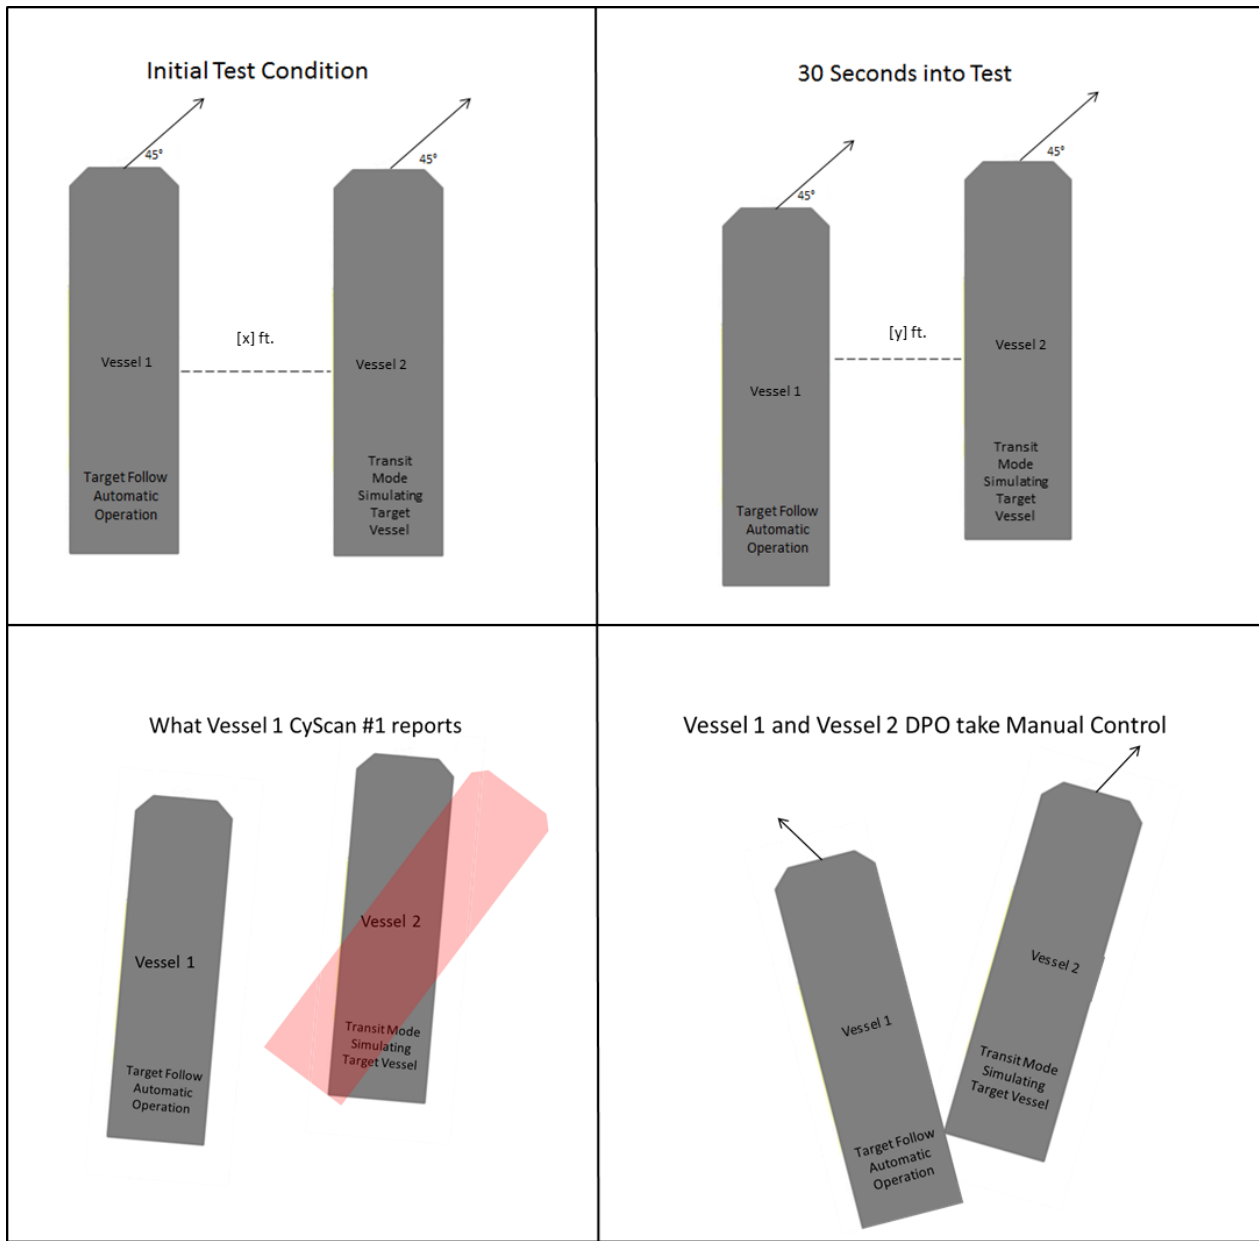 Initial Test Condition
45°
45°
[x] ft.
Vessel 1
Vessel 2
Target Follow
Automatic
Operation
Transit
Mode
Simulating
Target
Vessel
30 Seconds into Test
45°
45°
[y] ft.
Vessel 1
Vessel 2
Target Follow
Automatic
Operation
Transit
Mode
Simulating
Target
Vessel
What Vessel 1 CyScan #1 reports
Vessel 1
Vessel 2
Target Follow
Automatic
Operation
Transit Mode
Simulating
Target Vessel
Vessel 1 and Vessel 2 DPO take Manual Control
Vessel 1
Vessel 2
Target Follow
Automatic
Operation
Transit Mode
Simulating
Target Vessel